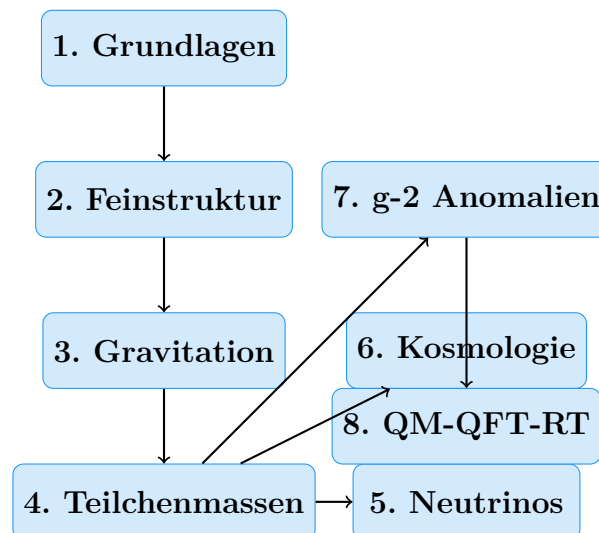 1. Grundlagen
2. Feinstruktur
7. g-2 Anomalien
3. Gravitation
6. Kosmologie
8. QM-QFT-RT
4. Teilchenmassen
5. Neutrinos